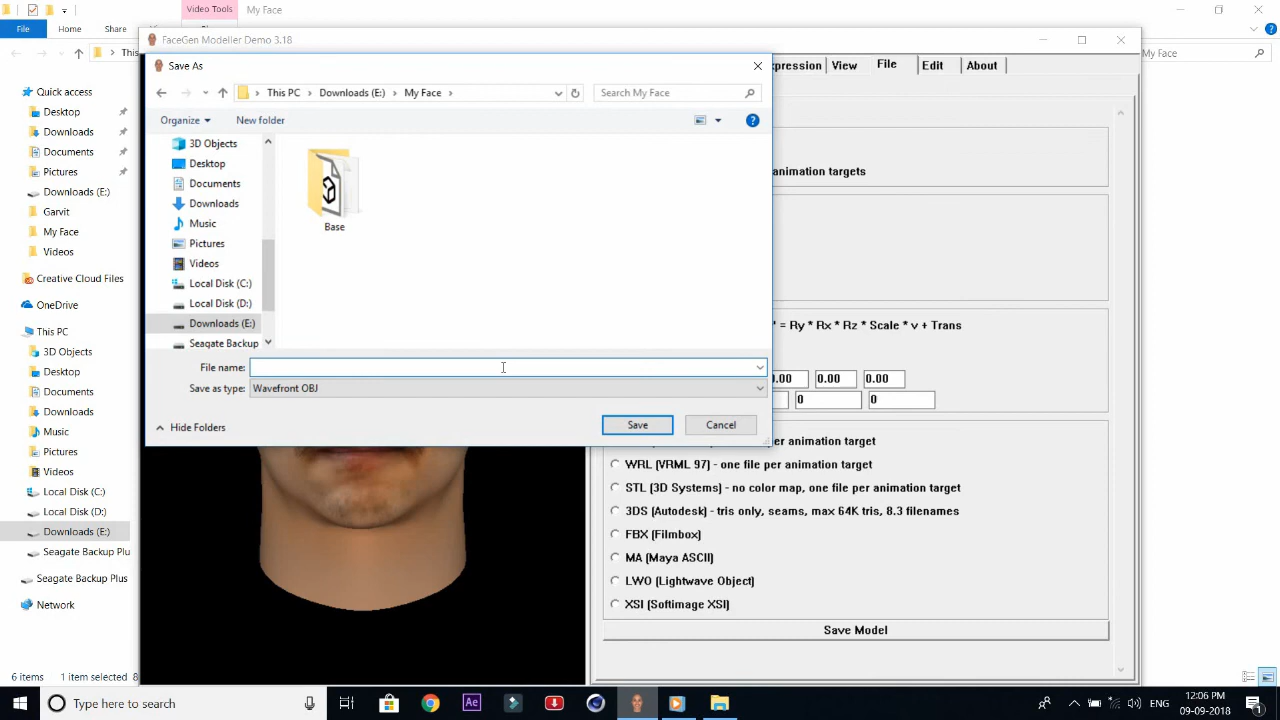 Video Tools
My Face
File
Home
Share
This
My Face
FaceGen Modeller Demo 3.18
Save As
This PC
Downloads (E:)
My Face
Search My Face
Organize
New folder
3D Objects
Desktop
Documents
Downloads
Music
Pictures
Videos
Local Disk (C:)
Local Disk (D:)
Downloads (E:)
Seagate Backup
Base
File name:
Save as type:
Wavefront OBJ
Hide Folders
Save
Cancel
Quick access
Desktop
Downloads
Documents
Pictures
Downloads (E:)
Garvit
My Face
Videos
Creative Cloud Files
OneDrive
This PC
3D Objects
Desktop
Documents
Downloads
Music
Pictures
Videos
Local Disk (C:)
Local Disk (D:)
Downloads (E:)
Seagate Backup Plu
Seagate Backup Plus
Network
6 items
1 item selected
8
xpression
View
File
Edit
About
animation targets
' = Ry * Rx * Rz * Scale * v + Trans
0.00
0.00
0
0
p per animation target
WRL (VRML 97) - one file per animation target
STL (3D Systems) - no color map, one file per animation target
3DS (Autodesk) - tris only, seams, max 64K tris, 8.3 filenames
FBX (Filmbox)
MA (Maya ASCII)
LWO (Lightwave Object)
XSI (Softimage XSI)
Save Model
Type here to search
Ae
ENG
12:06 PM
09-09-2018